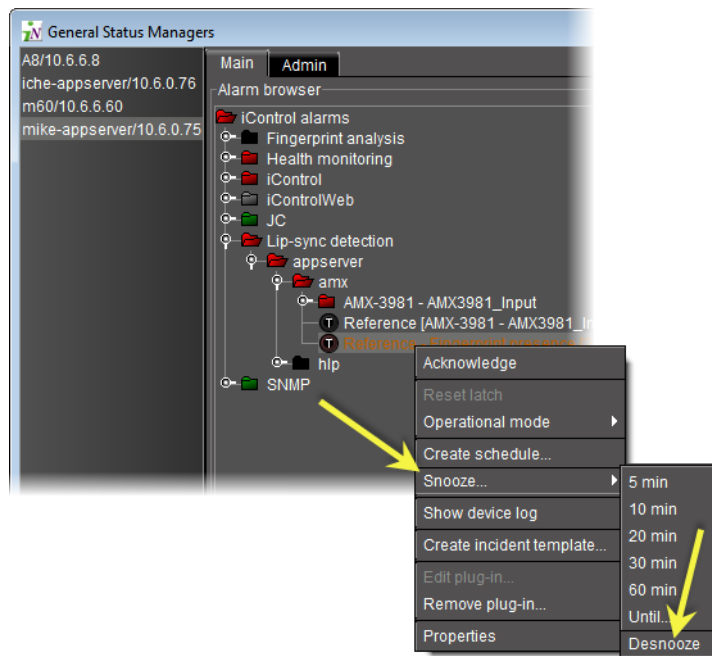 General Status Managers
A8/10.6.6.8
iche-appserver/10.6.0.76
m60/10.6.6.60
mike-appserver/10.6.0.75
Main
Admin
Alarm browser
iControl alarms
Fingerprint analysis
Health monitoring
iControl
iControlWeb
JC
Lip-sync detection
appserver
amx
AMX-3981 - AMX3981_Input
T Reference [AMX-3981 - AMX3981_In
T Reference - Fingerprint presence
hlp
SNMP
Acknowledge
Reset latch
Operational mode
Create schedule...
Snooze...
Show device log
Create incident template...
Edit plug-in...
Remove plug-in...
Properties
5 min
10 min
20 min
30 min
60 min
Until...
Desnooze